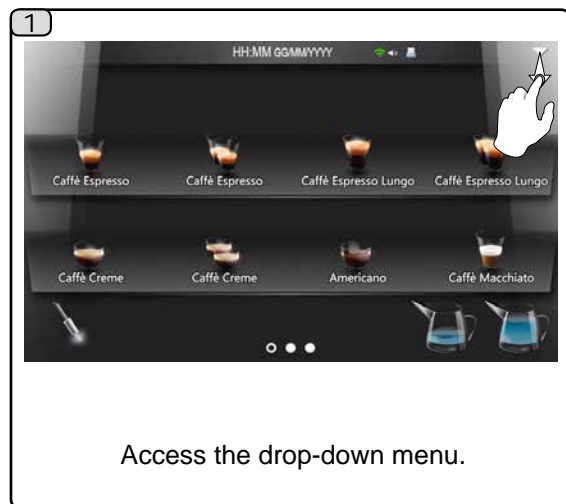 1
HH:MM GG/MM/YYYY
Caffè Espresso Caffè Espresso Caffè Espresso Lungo Caffè Espresso Lungo
Caffè Creme Caffè Creme Americano Caffè Macchiato
Access the drop-down menu.